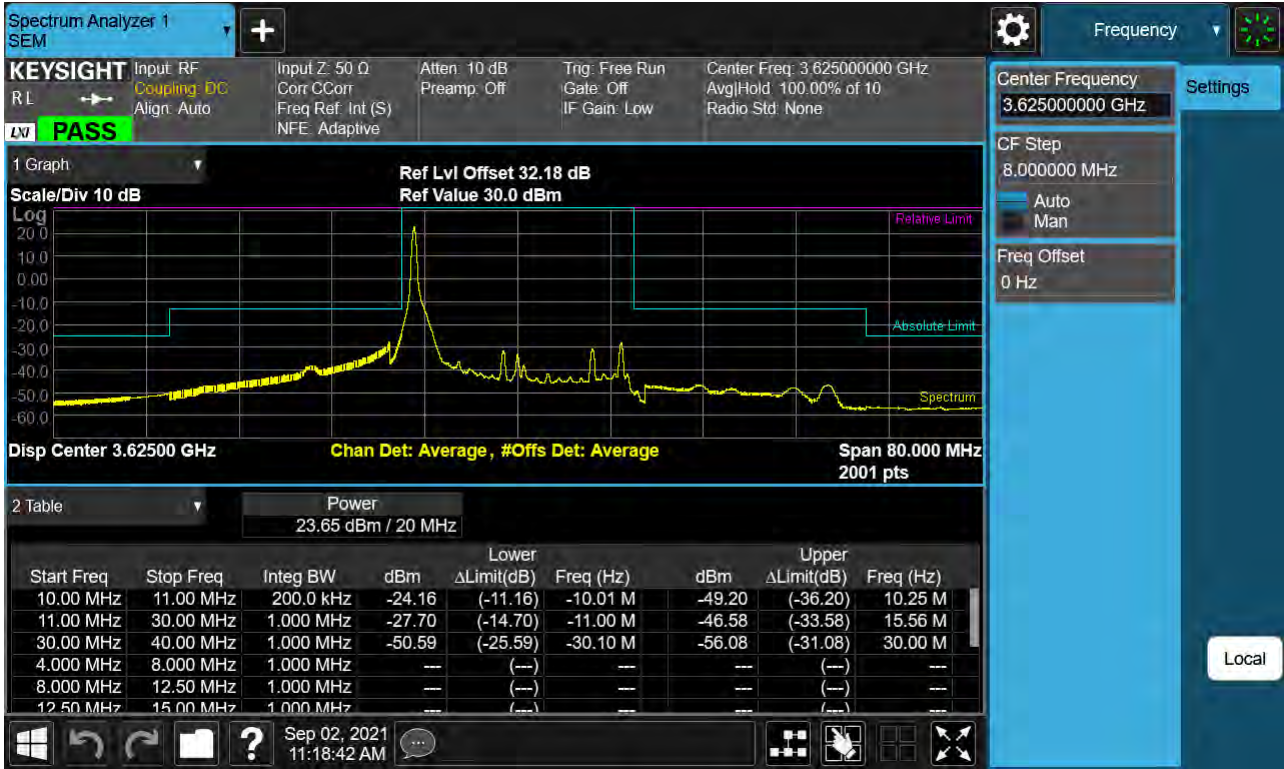 Spectrum Analyzer 1
SEM
Frequency
KEYSIGHT
R L
LXI
PASS
Input: RF
Coupling: DC
Align: Auto
Input Z: 50 Ω
Corr CCorr
Freq Ref: Int (S)
NFE: Adaptive
Atten: 10 dB
Preamp: Off
Trig: Free Run
Gate: Off
IF Gain: Low
Center Freq: 3.625000000 GHz
Avg|Hold: 100.00% of 10
Radio Std: None
Center Frequency
3.625000000 GHz
Settings
CF Step
8.000000 MHz
Auto
Man
Freq Offset
0 Hz
Local
1 Graph
Scale/Div 10 dB
Ref Lvl Offset 32.18 dB
Ref Value 30.0 dBm
Log
20.0
10.0
0.00
-10.0
-20.0
-30.0
-40.0
-50.0
-60.0
Relative Limit
Absolute Limit
Spectrum
Disp Center 3.62500 GHz
Chan Det: Average, #Offs Det: Average
Span 80.000 MHz
2001 pts
2 Table
Power
23.65 dBm / 20 MHz
Lower Upper
Start Freq Stop Freq Integ BW dBm ΔLimit(dB) Freq (Hz) dBm ΔLimit(dB) Freq (Hz)
10.00 MHz 11.00 MHz 200.0 kHz -24.16 (-11.16) -10.01 M -49.20 (-36.20) 10.25 M
11.00 MHz 30.00 MHz 1.000 MHz -27.70 (-14.70) -11.00 M -46.58 (-33.58) 15.56 M
30.00 MHz 40.00 MHz 1.000 MHz -50.59 (-25.59) -30.10 M -56.08 (-31.08) 30.00 M
4.000 MHz 8.000 MHz 1.000 MHz --- (---) --- --- (---) ---
8.000 MHz 12.50 MHz 1.000 MHz --- (---) --- --- (---) ---
12.50 MHz 15.00 MHz 1.000 MHz --- (---) --- --- (---) ---
Sep 02, 2021
11:18:42 AM